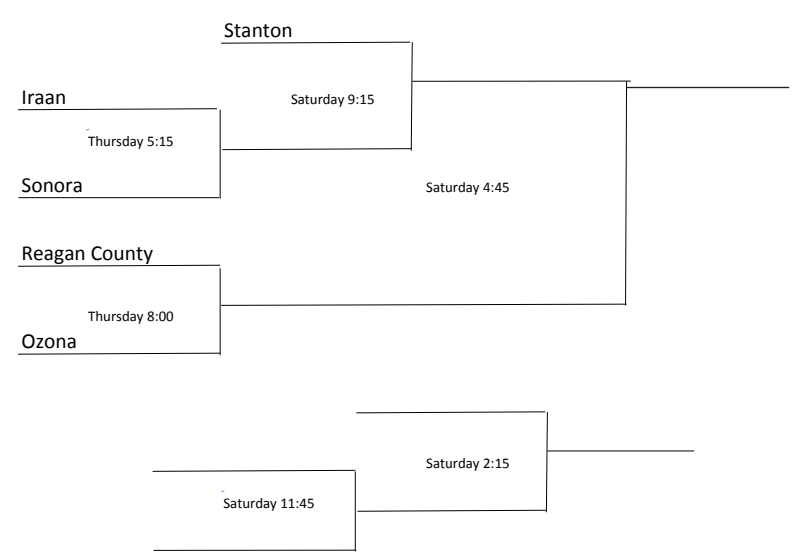 Stanton
Iraan
Saturday 9:15
Thursday 5:15
Sonora
Saturday 4:45
Reagan County
Thursday 8:00
Ozona
Saturday 2:15
Saturday 11:45